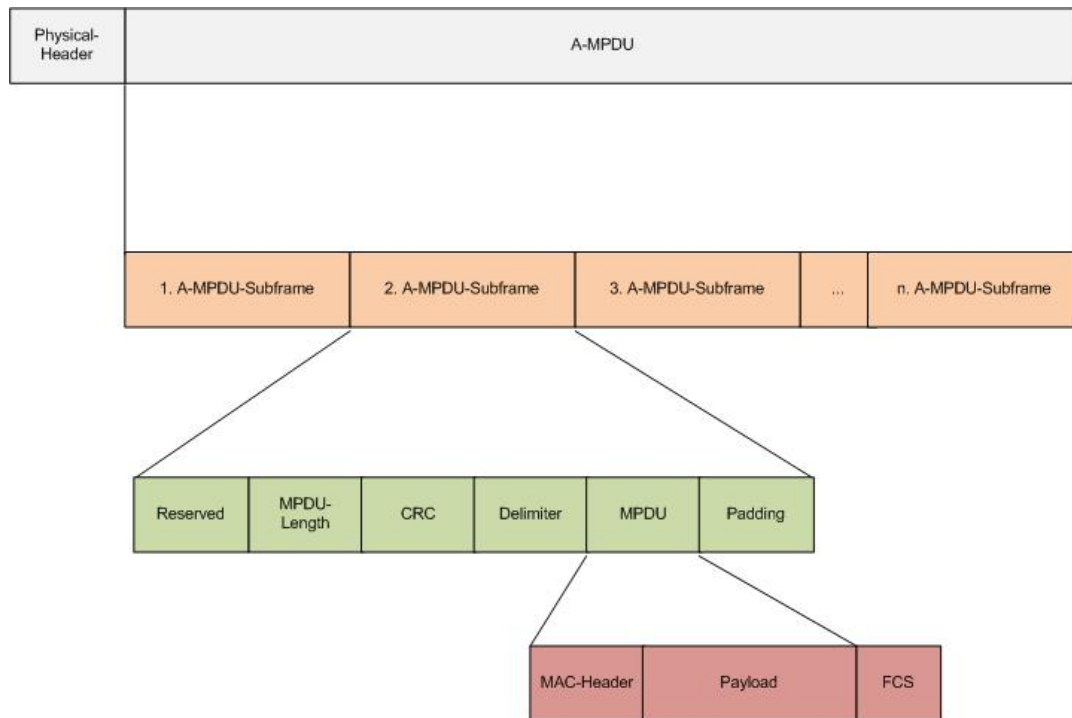 Physical-
Header
A-MPDU
1. A-MPDU-Subframe
2. A-MPDU-Subframe
3. A-MPDU-Subframe
...
n. A-MPDU-Subframe
Reserved
MPDU-
Length
CRC
Delimiter
MPDU
Padding
MAC-Header
Payload
FCS